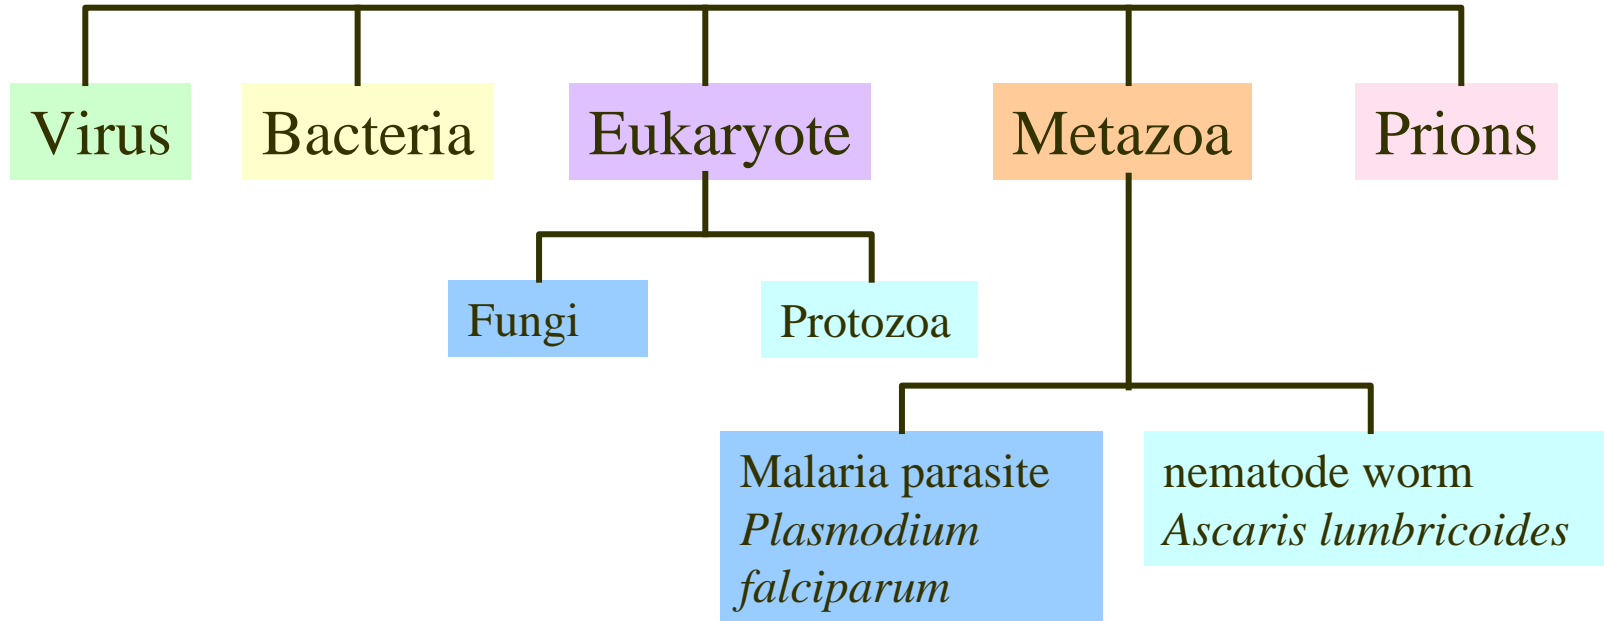 Virus
Bacteria
Eukaryote
Metazoa
Prions
Fungi
Protozoa
Malaria parasite
Plasmodium
falciparum
nematode worm
Ascaris lumbricoides